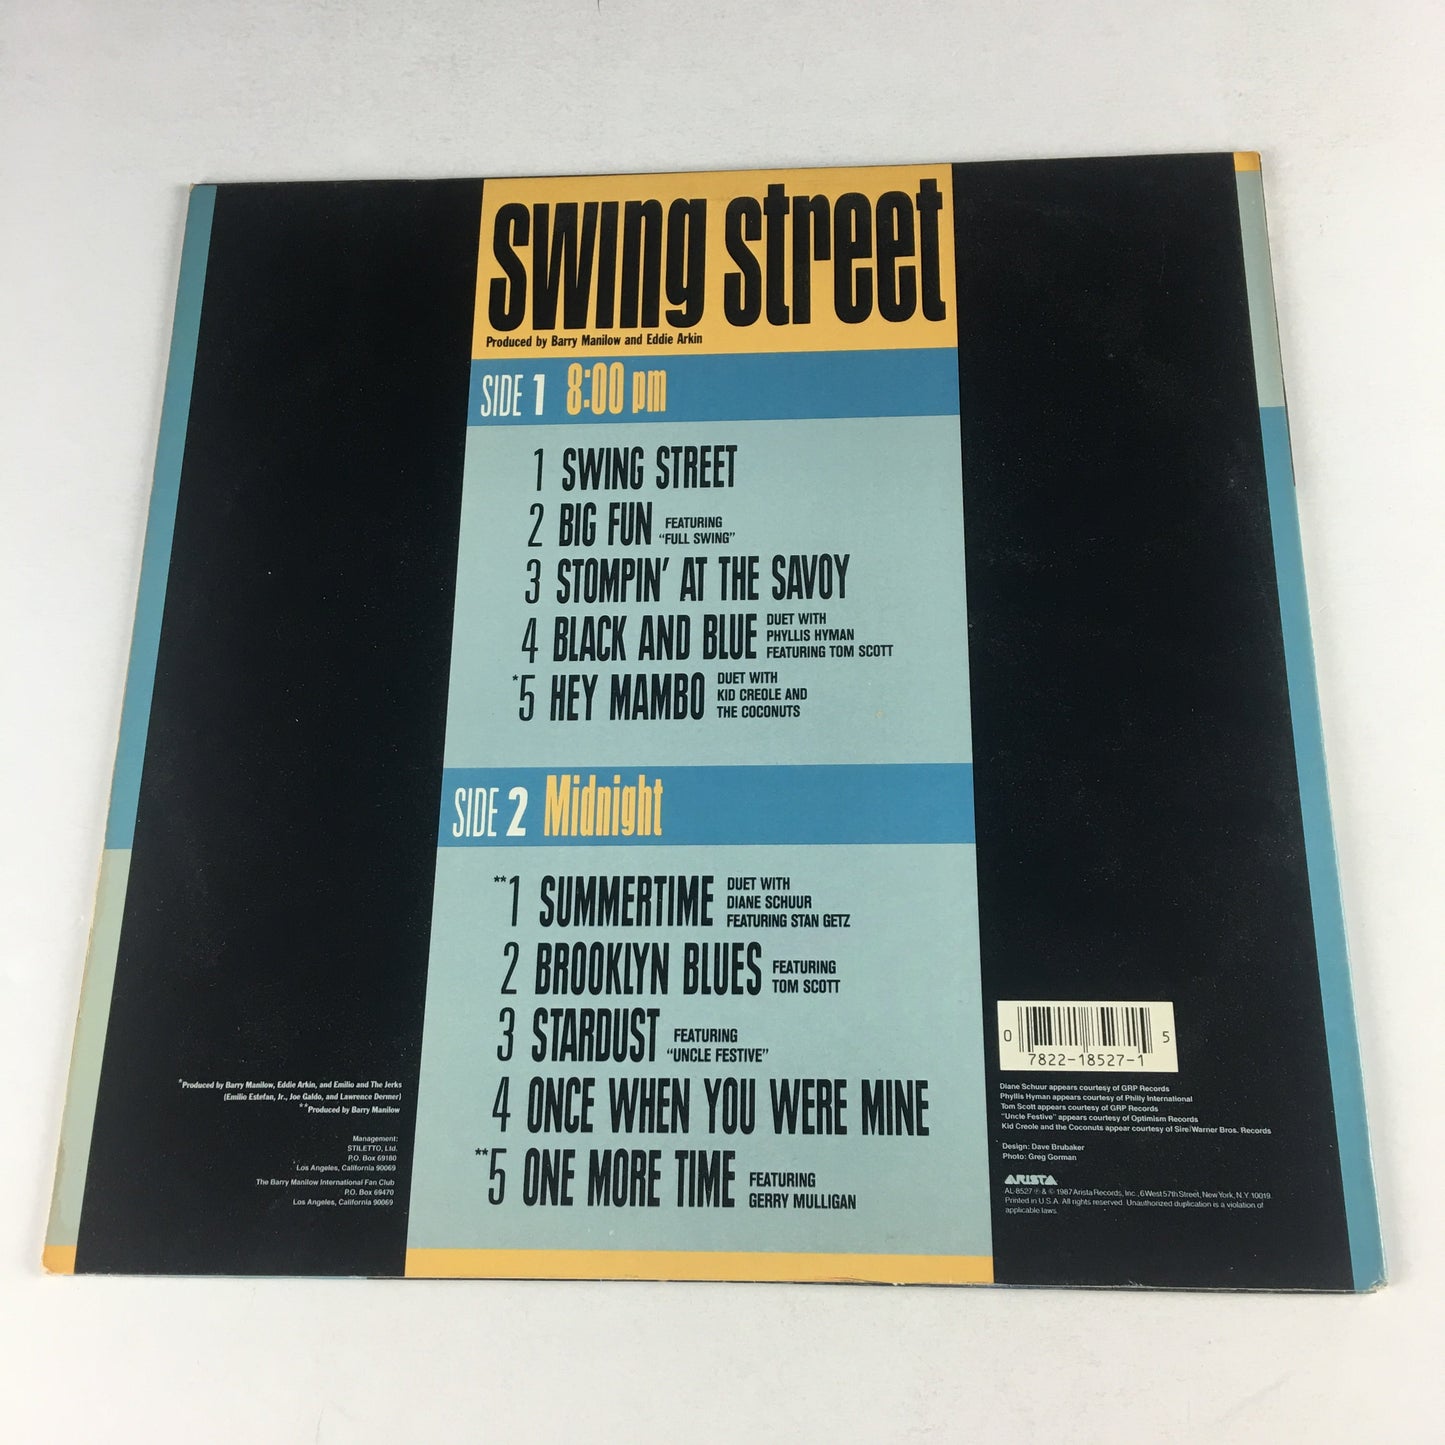 swing street
Produced by Barry Manilow and Eddie Arkin
SIDE 1 8:00 pm
1 SWING STREET
2 BIG FUN FEATURING
"FULL SWING"
3 STOMPIN' AT THE SAVOY
4 BLACK AND BLUE DUET WITH
PHYLLIS HYMAN
FEATURING TOM SCOTT
*5 HEY MAMBO DUET WITH
KID CREOLE AND
THE COCONUTS
SIDE 2 Midnight
**1 SUMMERTIME DUET WITH
DIANE SCHUUR
FEATURING STAN GETZ
2 BROOKLYN BLUES FEATURING
TOM SCOTT
3 STARDUST FEATURING
"UNCLE FESTIVE"
4 ONCE WHEN YOU WERE MINE
**5 ONE MORE TIME FEATURING
GERRY MULLIGAN
*Produced by Barry Manilow, Eddie Arkin, and Emilio and The Jerks
(Emilio Estefan, Jr., Joe Galdo, and Lawrence Dermer)
**Produced by Barry Manilow
Management:
STILETTO, Ltd.
P.O. Box 69180
Los Angeles, California 90069
The Barry Manilow International Fan Club
P.O. Box 69470
Los Angeles, California 90069
0 7822-18527-1 5
Diane Schuur appears courtesy of GRP Records
Phyllis Hyman appears courtesy of Philly International
Tom Scott appears courtesy of GRP Records
"Uncle Festive" appears courtesy of Optimism Records
Kid Creole and the Coconuts appear courtesy of Sire/Warner Bros. Records
Design: Dave Brubaker
Photo: Greg Gorman
ARISTA
AL-8527 ℗ & © 1987 Arista Records, Inc., 6 West 57th Street, New York, N.Y. 10019.
Printed in U.S.A. All rights reserved. Unauthorized duplication is a violation of
applicable laws.